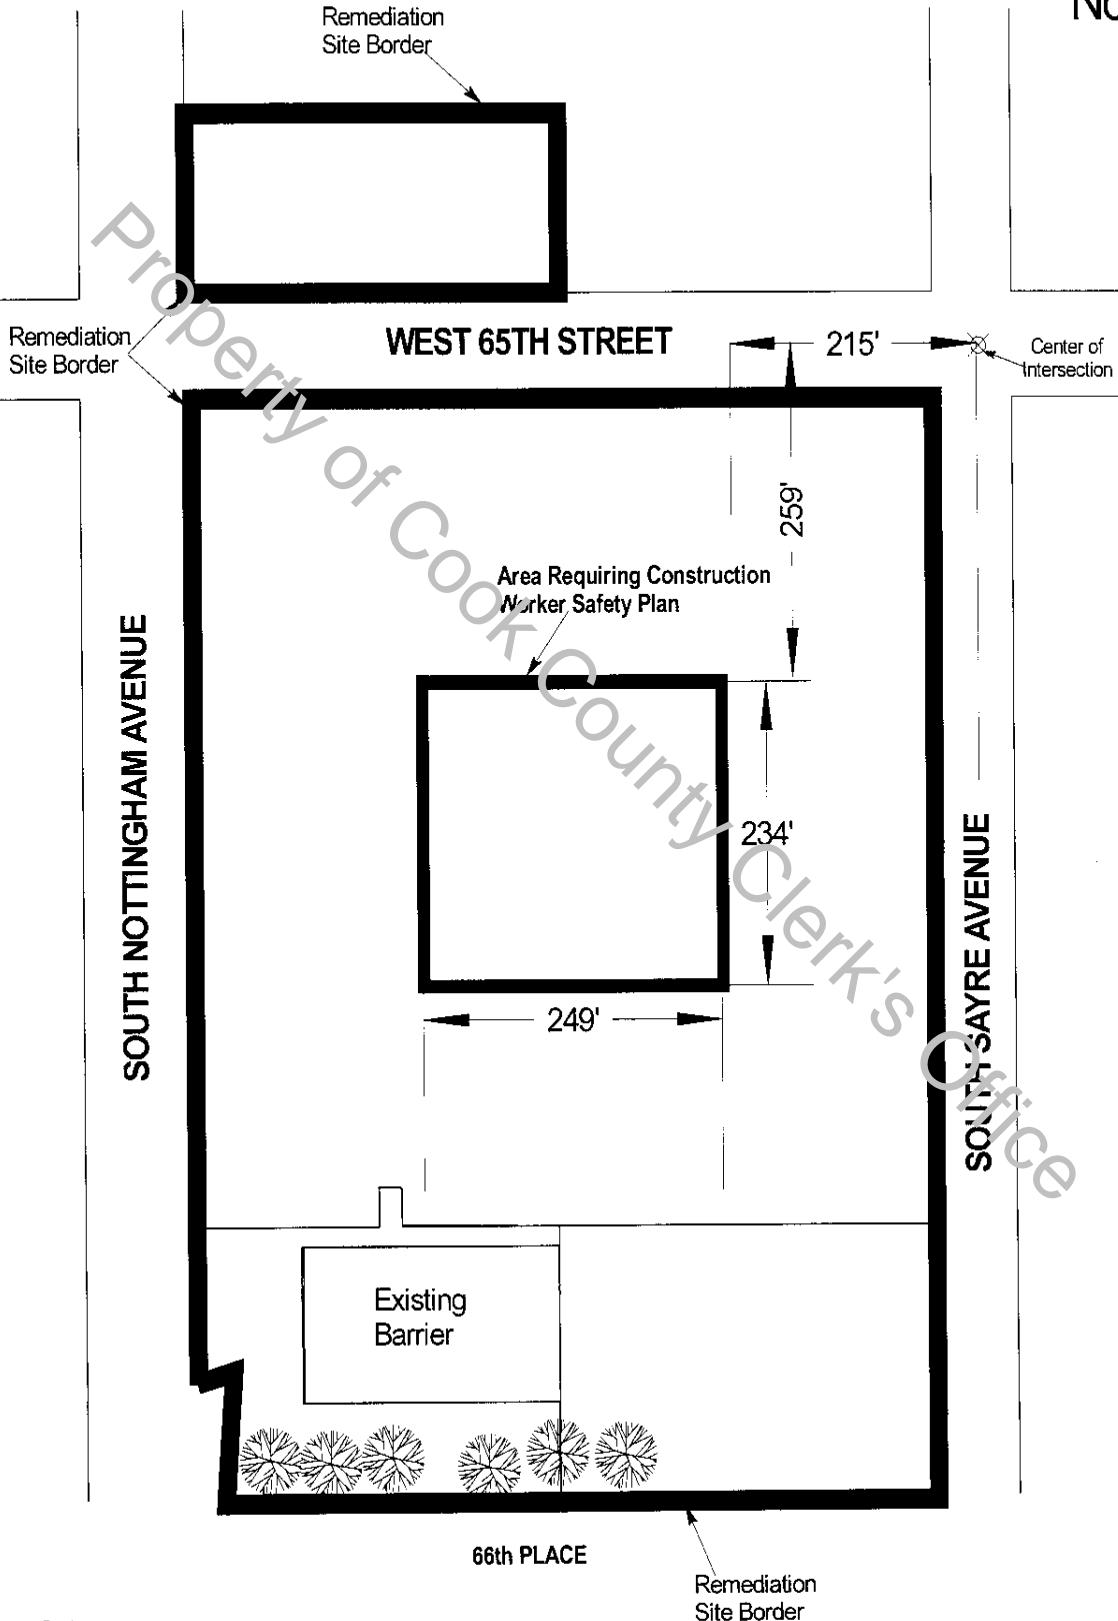 Remediation
Site Border
Remediation
Site Border
WEST 65TH STREET
215'
Center of
Intersection
259'
Area Requiring Construction
Worker Safety Plan
SOUTH NOTTINGHAM AVENUE
234'
249'
SOUTH SAYRE AVENUE
Existing
Barrier
66th PLACE
Remediation
Site Border
Property of Cook County Clerk's Office